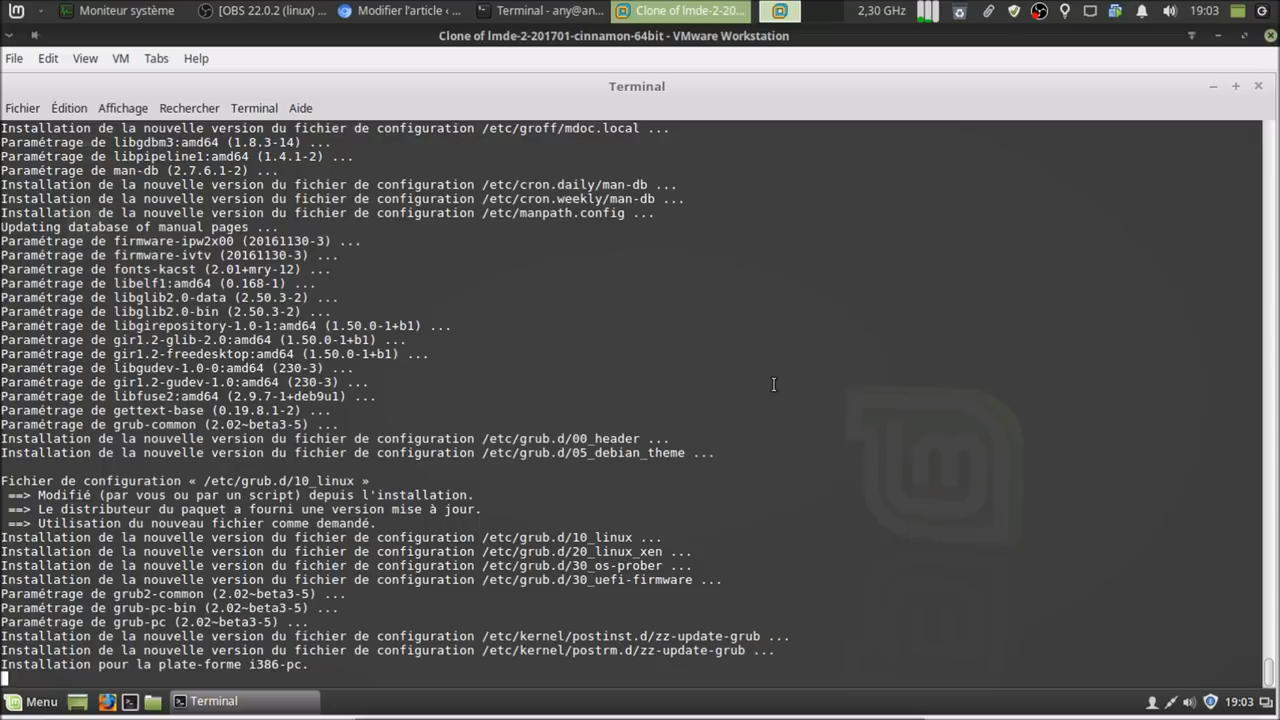 Moniteur système
[OBS 22.0.2 (linux) ...
Modifier l'article ‹ ...
Terminal - any@an...
Clone of lmde-2-20...
2,30 GHz
19:03
Clone of lmde-2-201701-cinnamon-64bit - VMware Workstation
File Edit View VM Tabs Help
Terminal
Fichier Édition Affichage Rechercher Terminal Aide
Installation de la nouvelle version du fichier de configuration /etc/groff/mdoc.local ...
Paramétrage de libgdbm3:amd64 (1.8.3-14) ...
Paramétrage de libpipeline1:amd64 (1.4.1-2) ...
Paramétrage de man-db (2.7.6.1-2) ...
Installation de la nouvelle version du fichier de configuration /etc/cron.daily/man-db ...
Installation de la nouvelle version du fichier de configuration /etc/cron.weekly/man-db ...
Installation de la nouvelle version du fichier de configuration /etc/manpath.config ...
Updating database of manual pages ...
Paramétrage de firmware-ipw2x00 (20161130-3) ...
Paramétrage de firmware-ivtv (20161130-3) ...
Paramétrage de fonts-kacst (2.01+mry-12) ...
Paramétrage de libelf1:amd64 (0.168-1) ...
Paramétrage de libglib2.0-data (2.50.3-2) ...
Paramétrage de libglib2.0-bin (2.50.3-2) ...
Paramétrage de libgirepository-1.0-1:amd64 (1.50.0-1+b1) ...
Paramétrage de gir1.2-glib-2.0:amd64 (1.50.0-1+b1) ...
Paramétrage de gir1.2-freedesktop:amd64 (1.50.0-1+b1) ...
Paramétrage de libgudev-1.0-0:amd64 (230-3) ...
Paramétrage de gir1.2-gudev-1.0:amd64 (230-3) ...
Paramétrage de libfuse2:amd64 (2.9.7-1+deb9u1) ...
Paramétrage de gettext-base (0.19.8.1-2) ...
Paramétrage de grub-common (2.02~beta3-5) ...
Installation de la nouvelle version du fichier de configuration /etc/grub.d/00_header ...
Installation de la nouvelle version du fichier de configuration /etc/grub.d/05_debian_theme ...
Fichier de configuration « /etc/grub.d/10_linux »
==> Modifié (par vous ou par un script) depuis l'installation.
==> Le distributeur du paquet a fourni une version mise à jour.
==> Utilisation du nouveau fichier comme demandé.
Installation de la nouvelle version du fichier de configuration /etc/grub.d/10_linux ...
Installation de la nouvelle version du fichier de configuration /etc/grub.d/20_linux_xen ...
Installation de la nouvelle version du fichier de configuration /etc/grub.d/30_os-prober ...
Installation de la nouvelle version du fichier de configuration /etc/grub.d/30_uefi-firmware ...
Paramétrage de grub2-common (2.02~beta3-5) ...
Paramétrage de grub-pc-bin (2.02~beta3-5) ...
Paramétrage de grub-pc (2.02~beta3-5) ...
Installation de la nouvelle version du fichier de configuration /etc/kernel/postinst.d/zz-update-grub ...
Installation de la nouvelle version du fichier de configuration /etc/kernel/postrm.d/zz-update-grub ...
Installation pour la plate-forme i386-pc.
Menu
Terminal
19:03